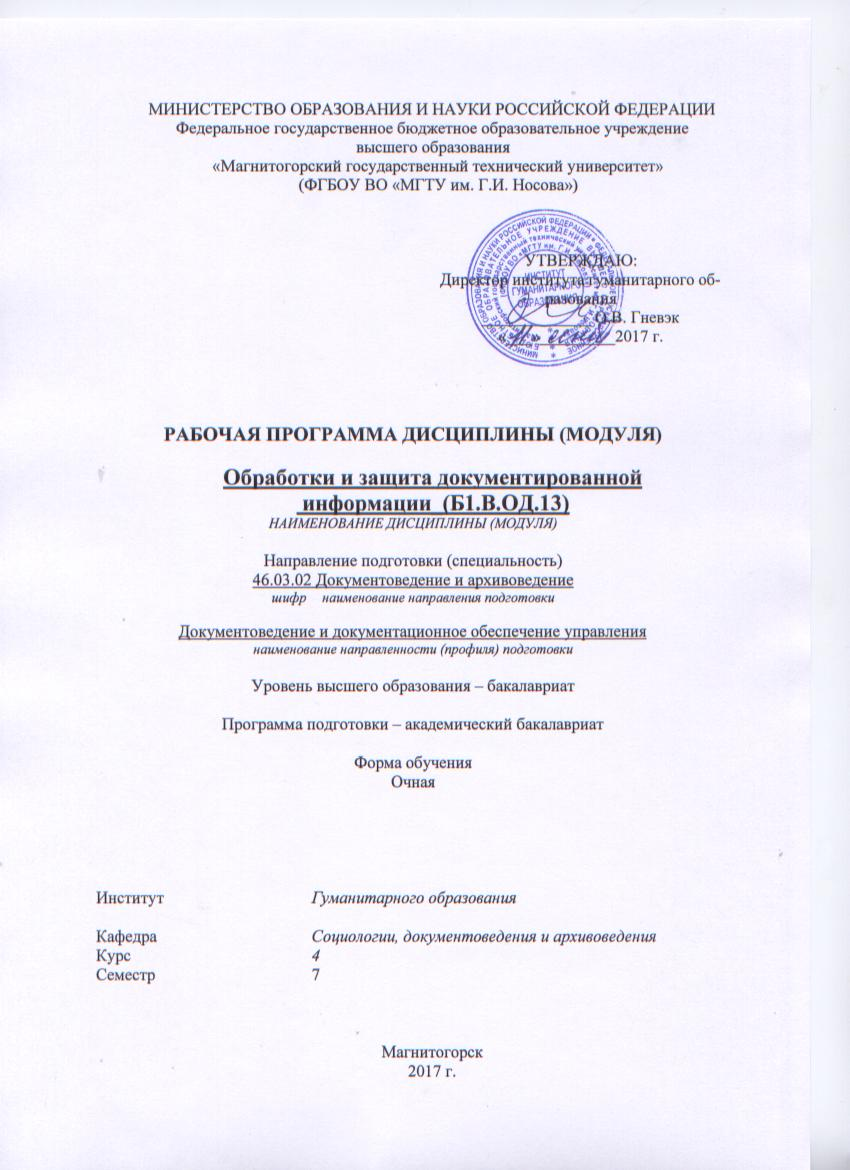 МИНИСТЕРСТВО ОБРАЗОВАНИЯ И НАУКИ РОССИЙСКОЙ ФЕДЕРАЦИИ
Федеральное государственное бюджетное образовательное учреждение
высшего образования
«Магнитогорский государственный технический университет»
(ФГБОУ ВО «МГТУ им. Г.И. Носова»)
УТВЕРЖДАЮ:
Директор института гуманитарного об-
разования
О.В. Гневэк
2017 г.
ИНСТИТУТ
ГУМАНИТАРНОГО
ОБРАЗОВАНИЯ
РАБОЧАЯ ПРОГРАММА ДИСЦИПЛИНЫ (МОДУЛЯ)
Обработки и защита документированной
информации (Б1.В.ОД.13)
НАИМЕНОВАНИЕ ДИСЦИПЛИНЫ (МОДУЛЯ)
Направление подготовки (специальность)
46.03.02 Документоведение и архивоведение
шифр наименование направления подготовки
Документоведение и документационное обеспечение управления
наименование направленности (профиля) подготовки
Уровень высшего образования – бакалавриат
Программа подготовки – академический бакалавриат
Форма обучения
Очная
Институт Гуманитарного образования
Кафедра Социологии, документоведения и архивоведения
Курс 4
Семестр 7
Магнитогорск
2017 г.